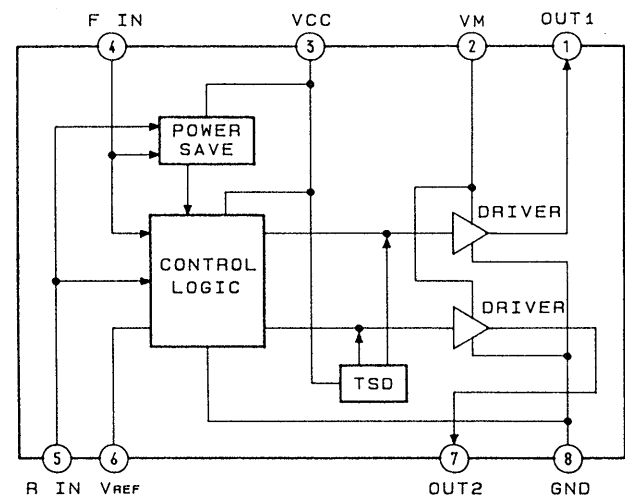 F IN
VCC
VM
OUT1
4
3
2
1
POWER
SAVE
DRIVER
CONTROL
LOGIC
DRIVER
TSD
5
6
7
8
R IN
VREF
OUT2
GND